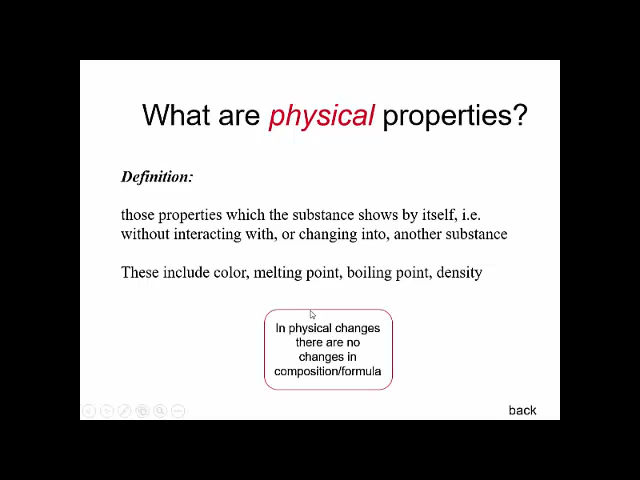 What are physical properties?
Definition:
those properties which the substance shows by itself, i.e.
without interacting with, or changing into, another substance
These include color, melting point, boiling point, density
In physical changes
there are no
changes in
composition/formula
back